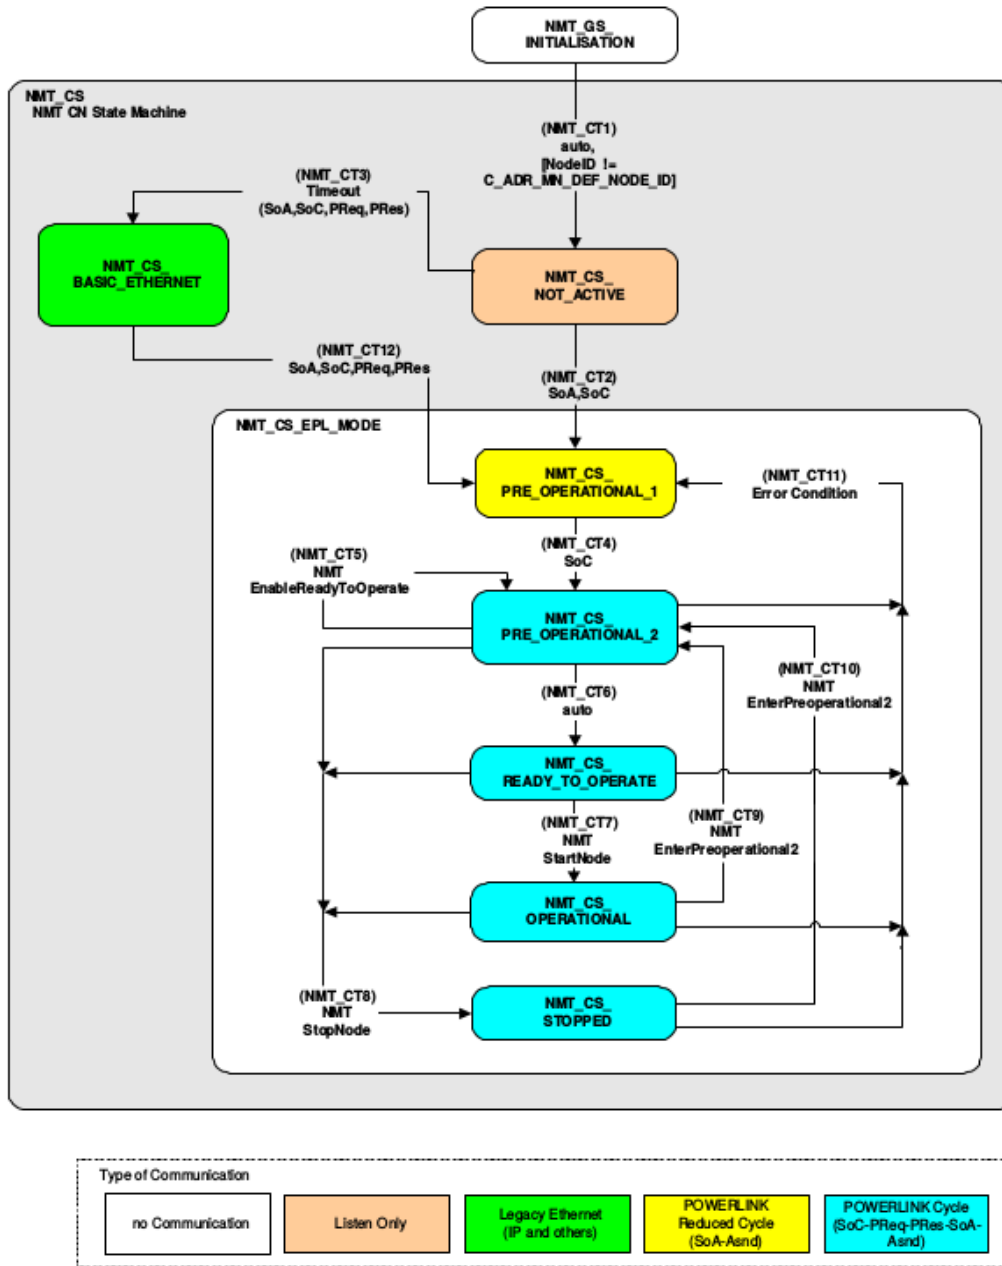 NMT_GS_
INITIALISATION
NMT_CS
NMT CN State Machine
(NMT_CT1)
auto,
[NodeID !=
C_ADR_MN_DEF_NODE_ID]
(NMT_CT3)
Timeout
(SoA,SoC,PReq,PRes)
NMT_CS_
BASIC_ETHERNET
NMT_CS_
NOT_ACTIVE
(NMT_CT12)
SoA,SoC,PReq,PRes
(NMT_CT2)
SoA,SoC
NMT_CS_EPL_MODE
NMT_CS_
PRE_OPERATIONAL_1
(NMT_CT11)
Error Condition
(NMT_CT5)
NMT
EnableReadyToOperate
(NMT_CT4)
SoC
NMT_CS_
PRE_OPERATIONAL_2
(NMT_CT10)
NMT
EnterPreoperational2
(NMT_CT6)
auto
NMT_CS_
READY_TO_OPERATE
(NMT_CT7)
NMT
StartNode
(NMT_CT9)
NMT
EnterPreoperational2
NMT_CS_
OPERATIONAL
(NMT_CT8)
NMT
StopNode
NMT_CS_
STOPPED
Type of Communication
no Communication
Listen Only
Legacy Ethernet
(IP and others)
POWERLINK
Reduced Cycle
(SoA-Asnd)
POWERLINK Cycle
(SoC-PReq-PRes-SoA-
Asnd)